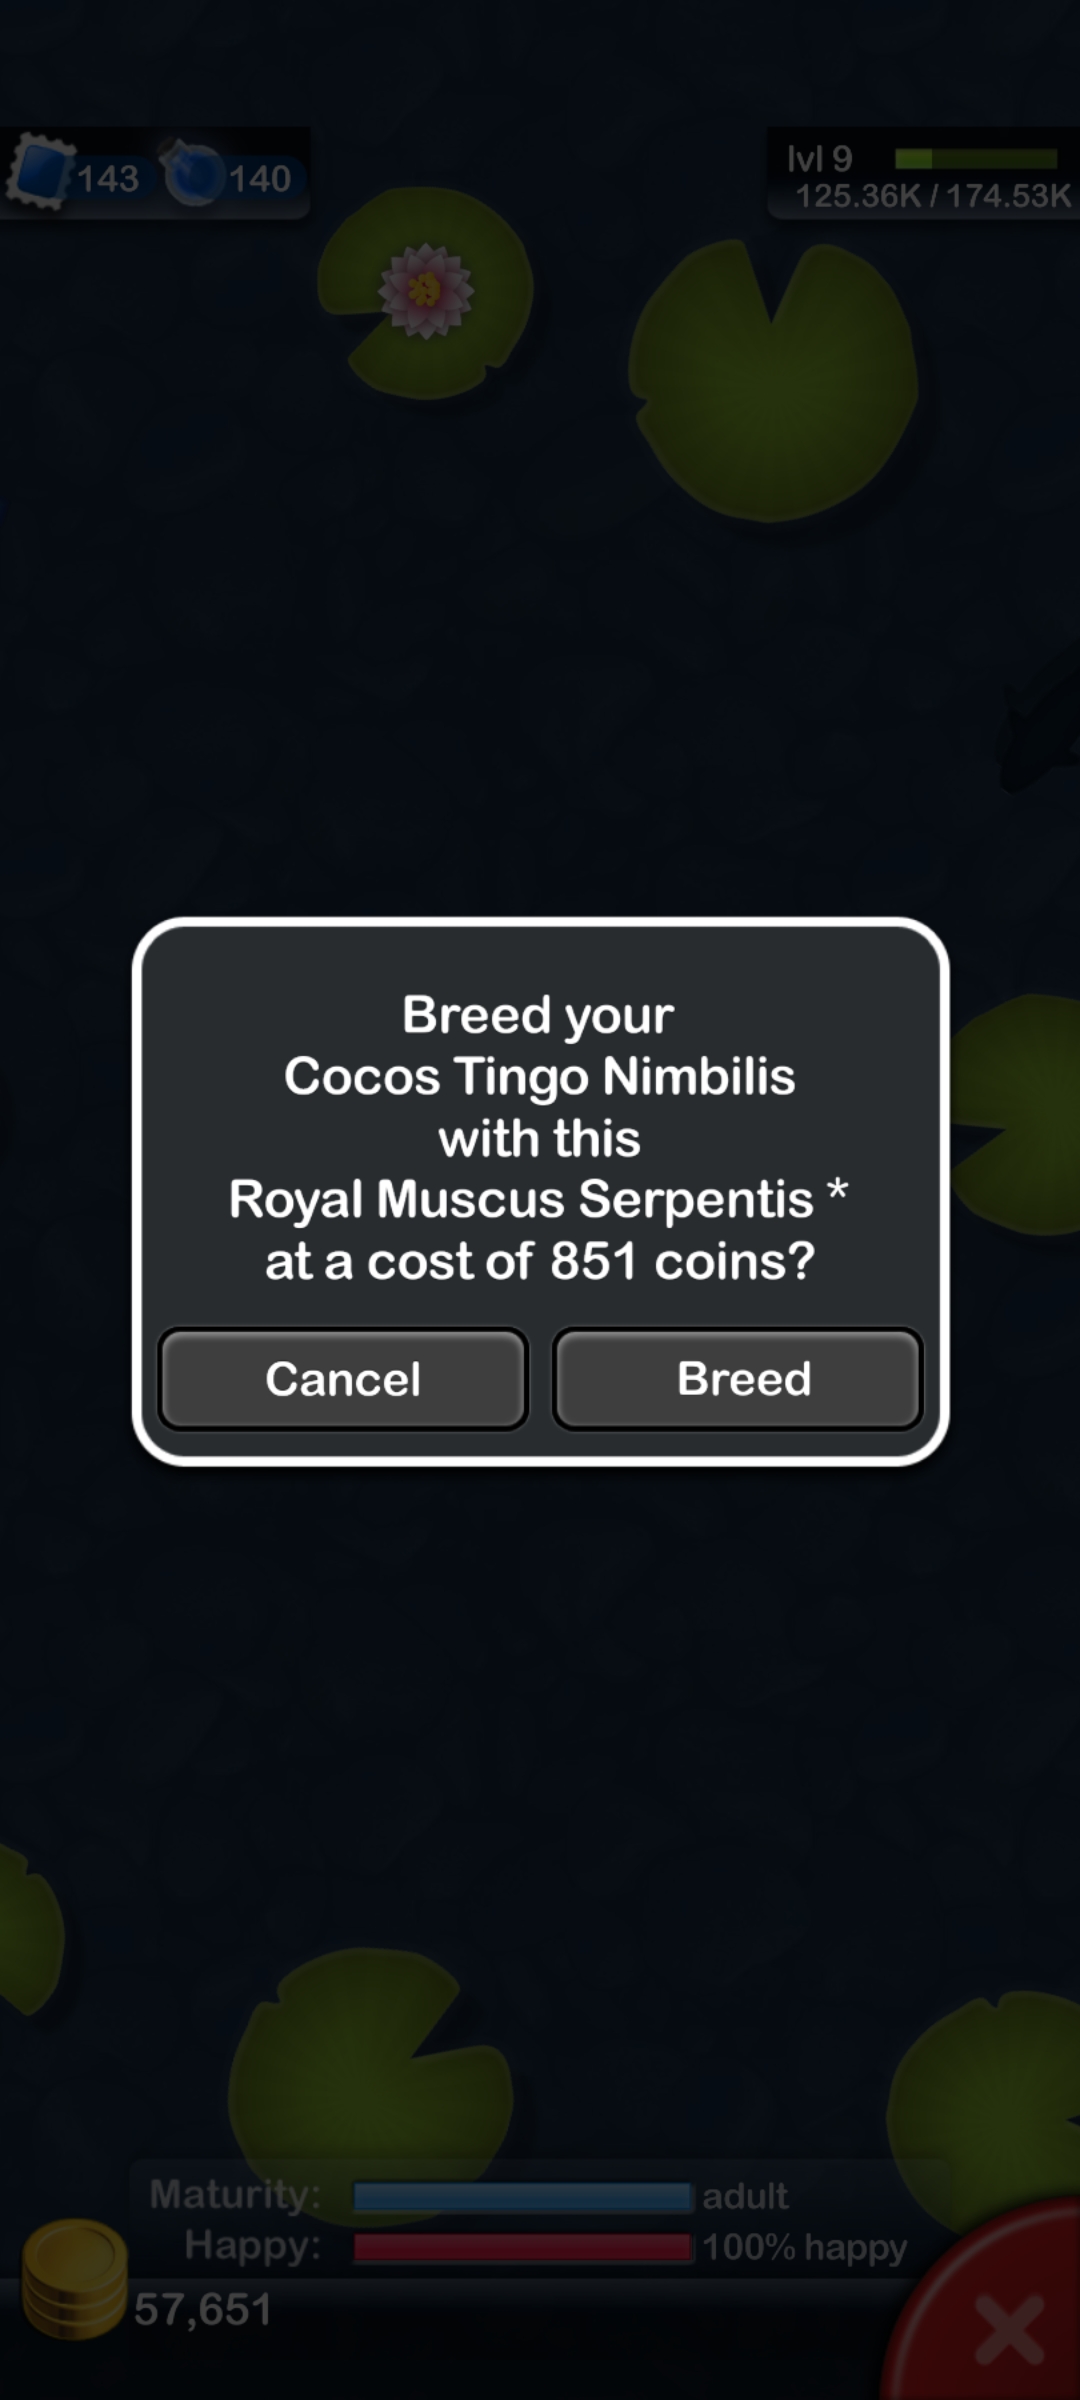 143 140
lvl 9
125.36K / 174.53K
Breed your
Cocos Tingo Nimbilis
with this
Royal Muscus Serpentis *
at a cost of 851 coins?
Cancel Breed
Maturity: adult
Happy: 100% happy
57,651